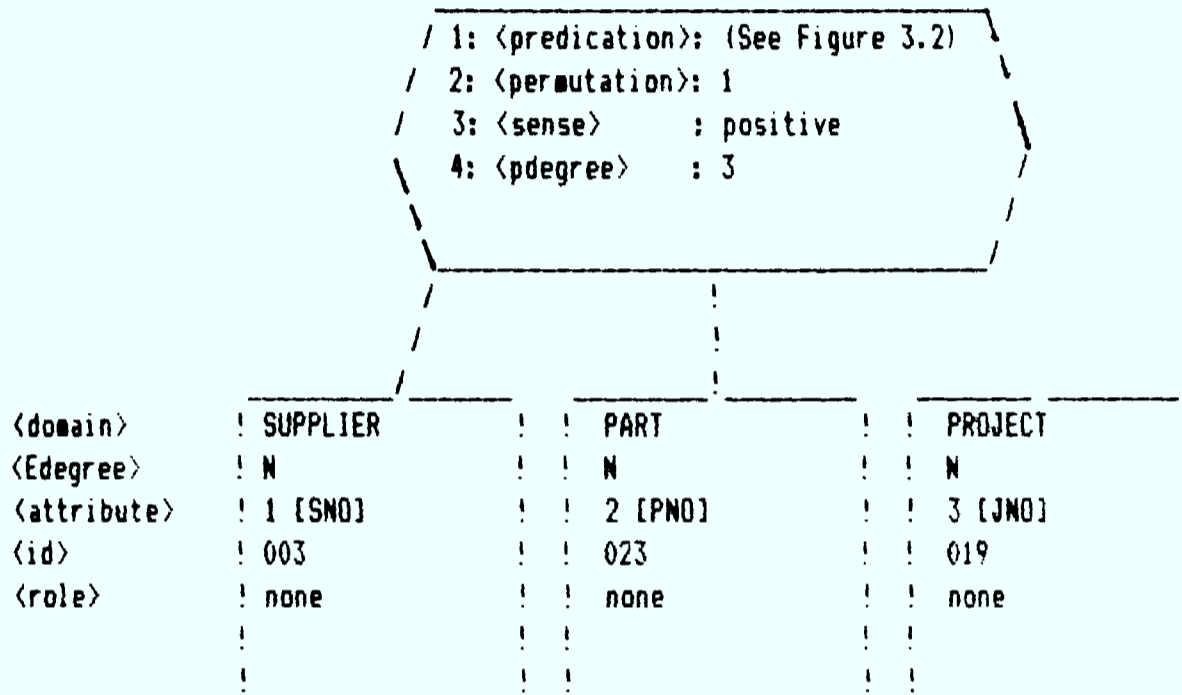 1: <predication>: (See Figure 3.2)
2: <permutation>: 1
3: <sense> : positive
4: <pdegree> : 3
<domain> ! SUPPLIER ! ! PART ! ! PROJECT
<Edegree> ! N ! ! N ! ! N
<attribute> ! 1 [SNO] ! ! 2 [PNO] ! ! 3 [JNO]
<id> ! 003 ! ! 023 ! ! 019
<role> ! none ! ! none ! ! none